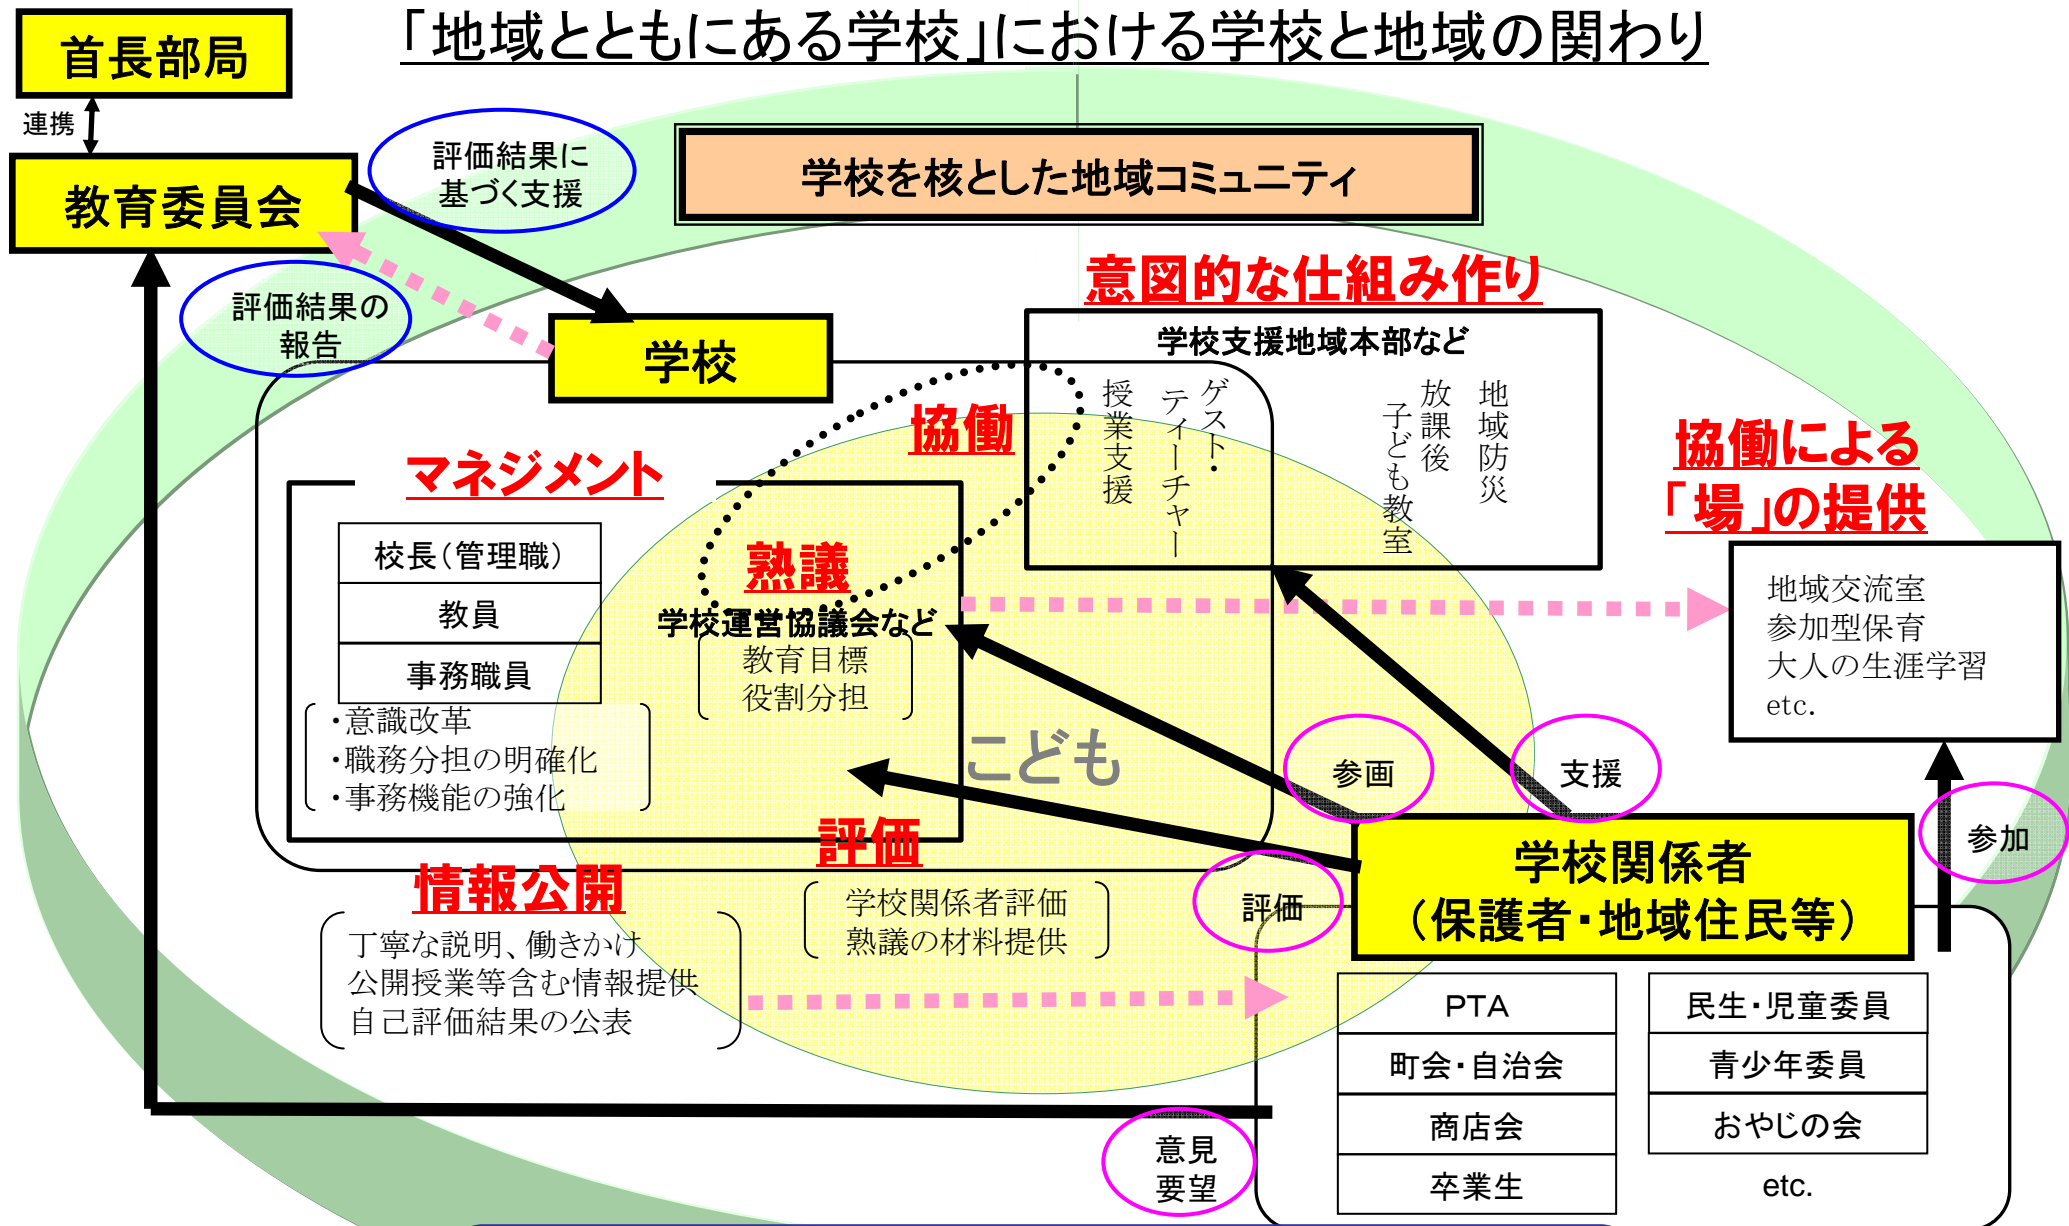 「地域とともにある学校」における学校と地域の関わり
首長部局
連携
教育委員会
評価結果に
基づく支援
学校を核とした地域コミュニティ
評価結果の
報告
学校
意図的な仕組み作り
学校支援地域本部など
授業支援
ゲスト・
ティーチャー
放課後
子ども教室
地域防災
協働
マネジメント
校長（管理職）
教員
事務職員
・意識改革
・職務分担の明確化
・事務機能の強化
熟議
学校運営協議会など
教育目標
役割分担
協働による
「場」の提供
地域交流室
参加型保育
大人の生涯学習
etc.
こども
参画
支援
参加
評価
学校関係者評価
熟議の材料提供
評価
情報公開
丁寧な説明、働きかけ
公開授業等含む情報提供
自己評価結果の公表
学校関係者
（保護者・地域住民等）
PTA
町会・自治会
商店会
卒業生
民生・児童委員
青少年委員
おやじの会
etc.
意見
要望